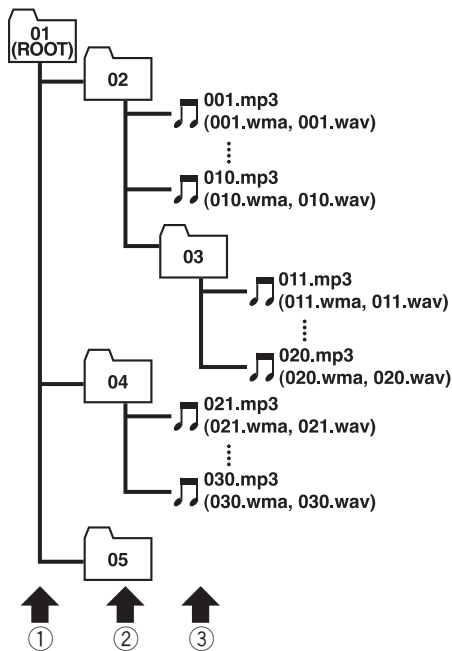 01
(ROOT)
02
001.mp3
(001.wma, 001.wav)
010.mp3
(010.wma, 010.wav)
03
011.mp3
(011.wma, 011.wav)
020.mp3
(020.wma, 020.wav)
04
021.mp3
(021.wma, 021.wav)
030.mp3
(030.wma, 030.wav)
05
① ② ③